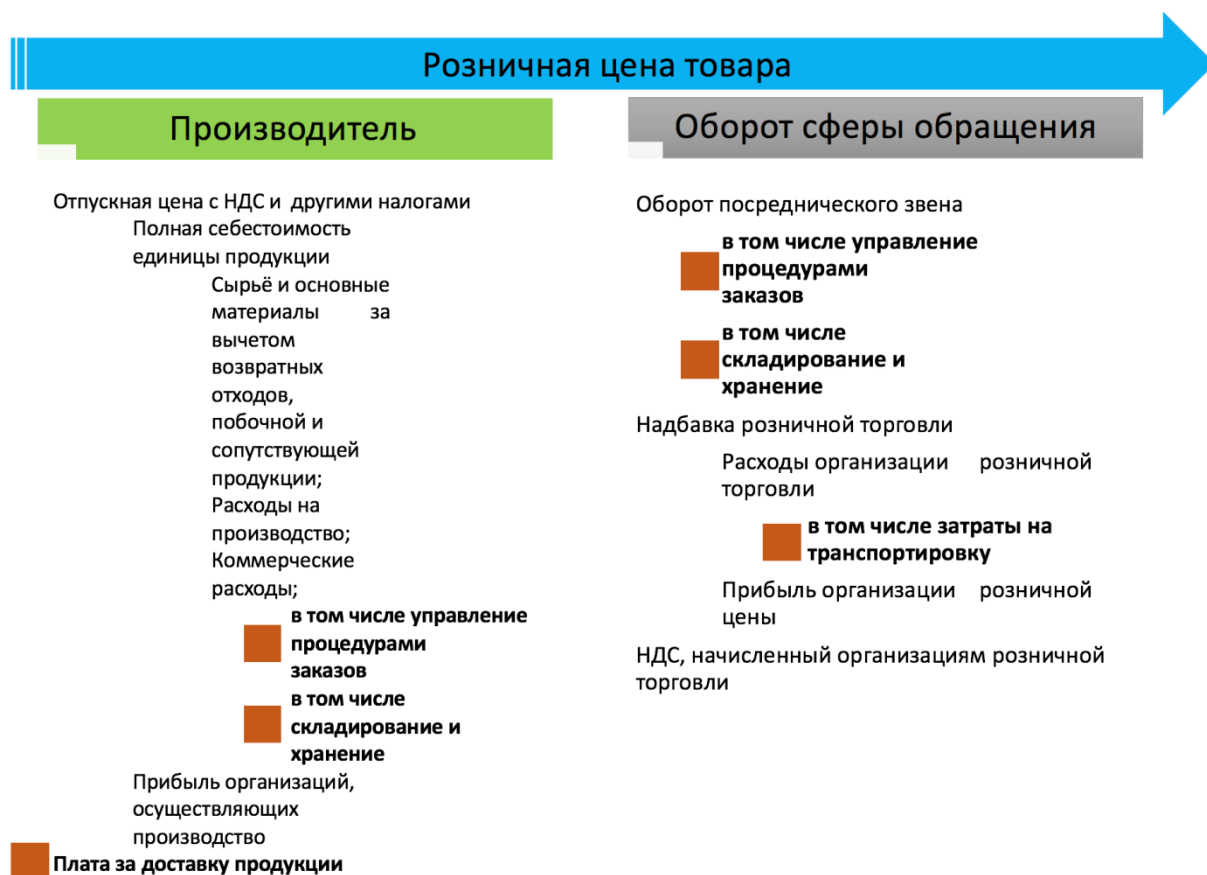 Розничная цена товара
Производитель
Отпускная цена с НДС и другими налогами
Полная себестоимость
единицы продукции
Сырьё и основные
материалы за
вычетом
возвратных
отходов,
побочной и
сопутствующей
продукции;
Расходы на
производство;
Коммерческие
расходы;
в том числе управление
процедурами
заказов
в том числе
складирование и
хранение
Прибыль организаций,
осуществляющих
производство
Плата за доставку продукции
Оборот сферы обращения
Оборот посреднического звена
в том числе управление
процедурами
заказов
в том числе
складирование и
хранение
Надбавка розничной торговли
Расходы организации розничной
торговли
в том числе затраты на
транспортировку
Прибыль организации розничной
цены
НДС, начисленный организациям розничной
торговли